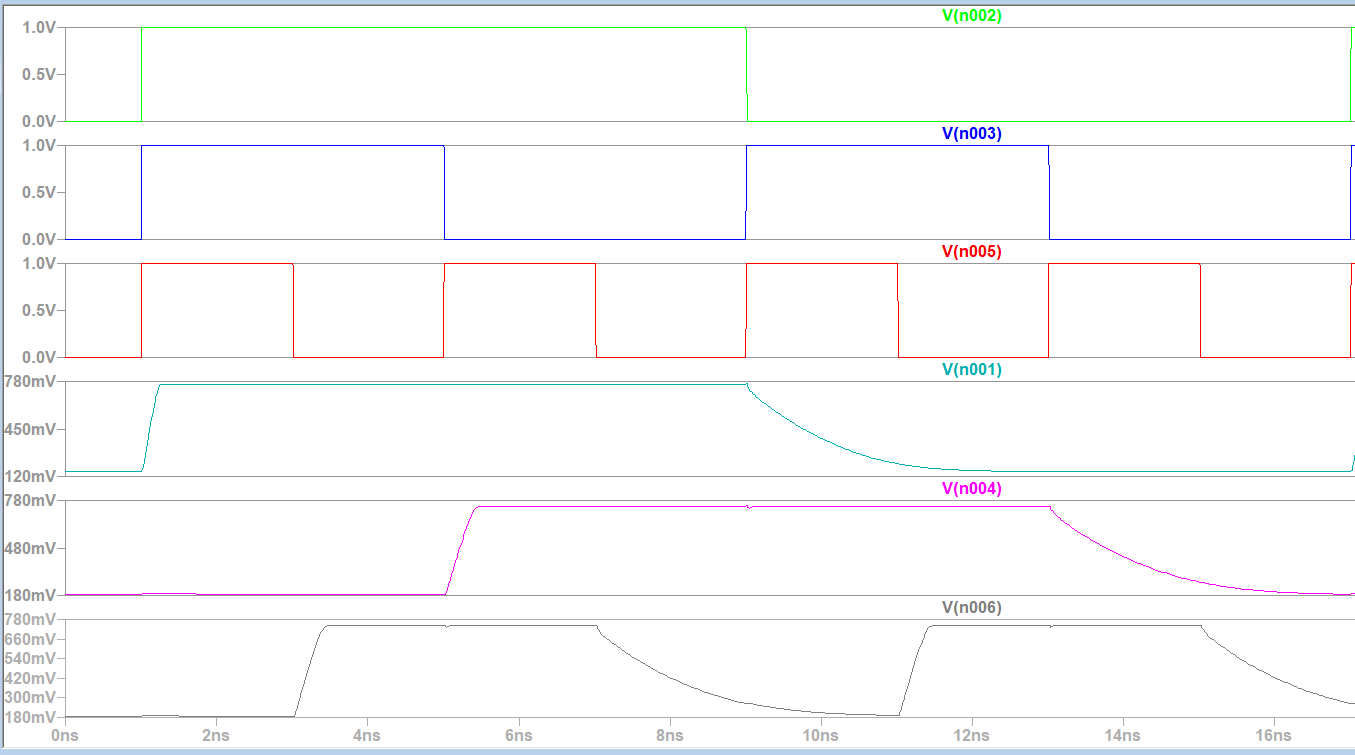 V(n002)
1.0V
0.5V
0.0V
V(n003)
1.0V
0.5V
0.0V
V(n005)
1.0V
0.5V
0.0V
V(n001)
780mV
450mV
120mV
V(n004)
780mV
480mV
180mV
V(n006)
780mV
660mV
540mV
420mV
300mV
180mV
0ns 2ns 4ns 6ns 8ns 10ns 12ns 14ns 16ns